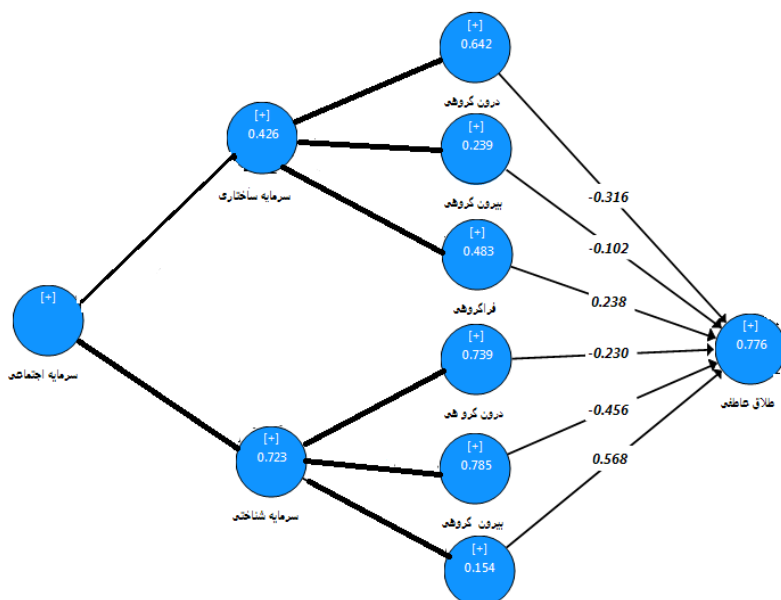 [+]
0.642
درون گروهی
[+]
0.426
سرمایه ساختاری
[+]
0.239
بیرون گروهی
[+]
0.483
فراگروهی
-0.316
-0.102
0.238
-0.230
-0.456
0.568
[+]
سرمایه اجتماعی
[+]
0.739
درون گرو هی
[+]
0.776
طلاق عاطفی
[+]
0.723
سرمایه شناختی
[+]
0.785
بیرون گروهی
[+]
0.154